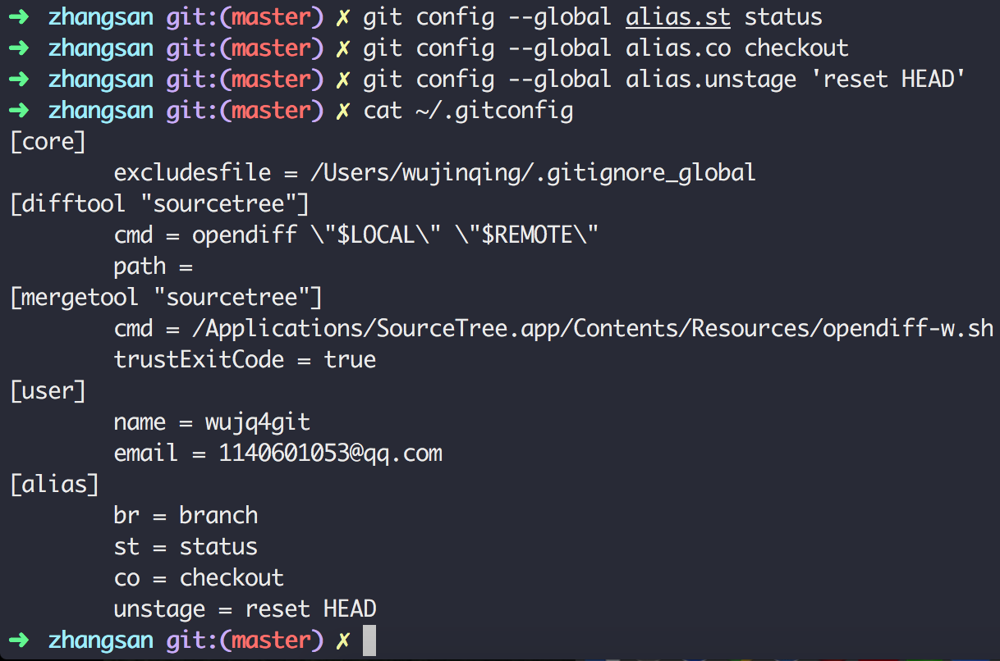 ➜ zhangsan git:(master) ✗ git config --global alias.st status
➜ zhangsan git:(master) ✗ git config --global alias.co checkout
➜ zhangsan git:(master) ✗ git config --global alias.unstage 'reset HEAD'
➜ zhangsan git:(master) ✗ cat ~/.gitconfig
[core]
        excludesfile = /Users/wujinqing/.gitignore_global
[difftool "sourcetree"]
        cmd = opendiff \"$LOCAL\" \"$REMOTE\"
        path =
[mergetool "sourcetree"]
        cmd = /Applications/SourceTree.app/Contents/Resources/opendiff-w.sh
        trustExitCode = true
[user]
        name = wujq4git
        email = 1140601053@qq.com
[alias]
        br = branch
        st = status
        co = checkout
        unstage = reset HEAD
➜ zhangsan git:(master) ✗